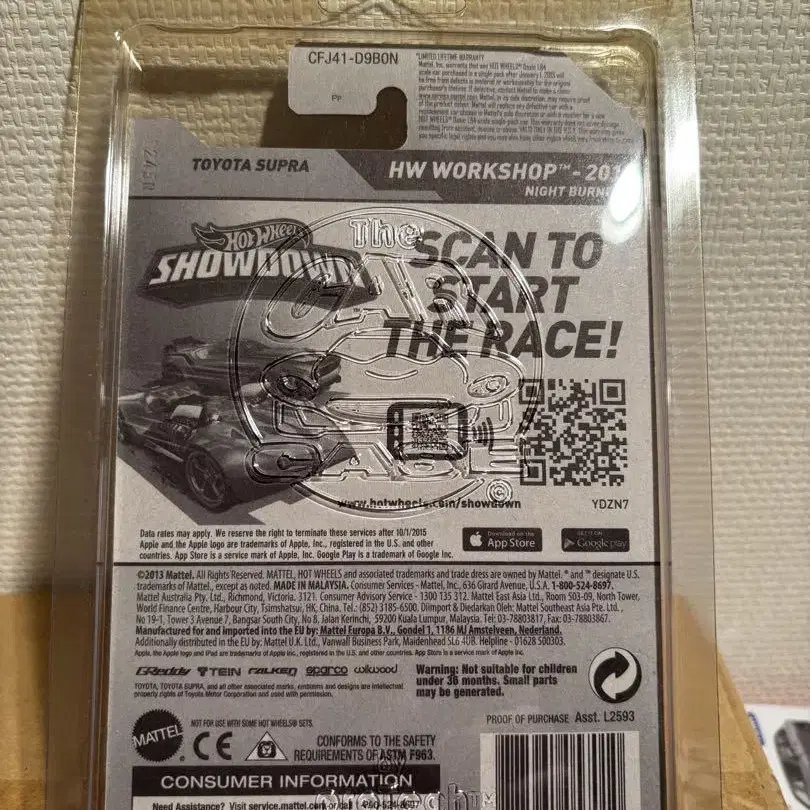 CFJ41-D9B0N
*LIMITED LIFETIME WARRANTY
Pp
TOYOTA SUPRA
HW WORKSHOP™ - 201
NIGHT BURN
HOT WHEELS
SHOWDOWN
The
CAR
CASE
©
SCAN TO
START
THE RACE!
www.hotwheels.com/showdown
YDZN7
Data rates may apply. We reserve the right to terminate these services after 10/1/2015
Apple and the Apple logo are trademarks of Apple, Inc., registered in the U.S. and other
countries. App Store is a service mark of Apple, Inc. Google Play is a trademark of Google Inc.
Download on the
App Store
GET IT ON
Google play
©2013 Mattel. All Rights Reserved. MATTEL, HOT WHEELS and associated trademarks and trade dress are owned by Mattel. ® and ™ designate U.S.
trademarks of Mattel, except as noted. MADE IN MALAYSIA. Consumer Services - Mattel, Inc., 636 Girard Avenue, U.S.A. 1-800-524-8697.
Mattel Australia Pty. Ltd., Richmond, Victoria. 3121. Consumer Advisory Service - 1300 135 312. Mattel East Asia Ltd., Room 503-09, North Tower,
World Finance Centre, Harbour City, Tsimshatsui, HK, China. Tel.: (852) 3185-6500. Diimport & Diedarkan Oleh: Mattel Southeast Asia Pte. Ltd.,
No 19-1, Tower 3 Avenue 7, Bangsar South City, No 8, Jalan Kerinchi, 59200 Kuala Lumpur, Malaysia. Tel: 03-78803817, Fax: 03-78803867.
Manufactured for and imported into the EU by: Mattel Europa B.V., Gondel 1, 1186 MJ Amstelveen, Nederland.
Additionally distributed in the EU by: Mattel U.K. Ltd., Vanwall Business Park, Maidenhead SL6 4UB. Helpline - 01628 500303.
Apple, the Apple logo and iPad are trademarks of Apple Inc., registered in the U.S. and other countries. App Store is a service mark of Apple Inc.
GReddy TEIN FALKEN sparco wilwood
TOYOTA, TOYOTA SUPRA, and all other associated marks, emblems and designs are intellectual
property rights of Toyota Motor Corporation and used with permission.
Warning: Not suitable for children
under 36 months. Small parts
may be generated.
PROOF OF PURCHASE Asst. L2593
MATTEL
NOT FOR USE WITH SOME HOT WHEELS® SETS.
CE
CONFORMS TO THE SAFETY
REQUIREMENTS OF ASTM F963.
CONSUMER INFORMATION
Need Assistance? Visit service.mattel.com or call 1-800-524-8697
by
protech™